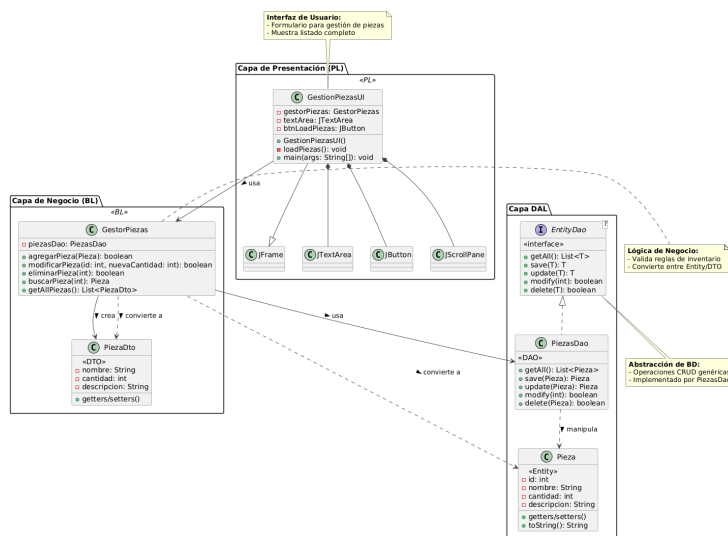 Interfaz de Usuario:
- Formulario para gestión de piezas
- Muestra listado completo
Capa de Presentación (PL)
«PL»
C GestionPiezasUI
gestorPiezas: GestorPiezas
textArea: JTextArea
btnLoadPiezas: JButton
GestionPiezasUI()
loadPiezas(): void
main(args: String[]): void
usa
C JFrame
C JTextArea
C JButton
C JScrollPane
Capa de Negocio (BL)
«BL»
C GestorPiezas
piezasDao: PiezasDao
agregarPieza(Pieza): boolean
modificarPieza(id: int, nuevaCantidad: int): boolean
eliminarPieza(int): boolean
buscarPieza(int): Pieza
getAllPiezas(): List<PiezaDto>
crea
convierte a
C PiezaDto
«DTO»
nombre: String
cantidad: int
descripcion: String
getters/setters()
usa
convierte a
Capa DAL
I EntityDao
T
«interface»
getAll(): List<T>
save(T): T
update(T): T
modify(int): boolean
delete(T): boolean
C PiezasDao
«DAO»
getAll(): List<Pieza>
save(Pieza): Pieza
update(Pieza): Pieza
modify(int): boolean
delete(Pieza): boolean
manipula
C Pieza
«Entity»
id: int
nombre: String
cantidad: int
descripcion: String
getters/setters()
toString(): String
Lógica de Negocio:
- Valida reglas de inventario
- Convierte entre Entity/DTO
Abstracción de BD:
- Operaciones CRUD genéricas
- Implementado por PiezasDao